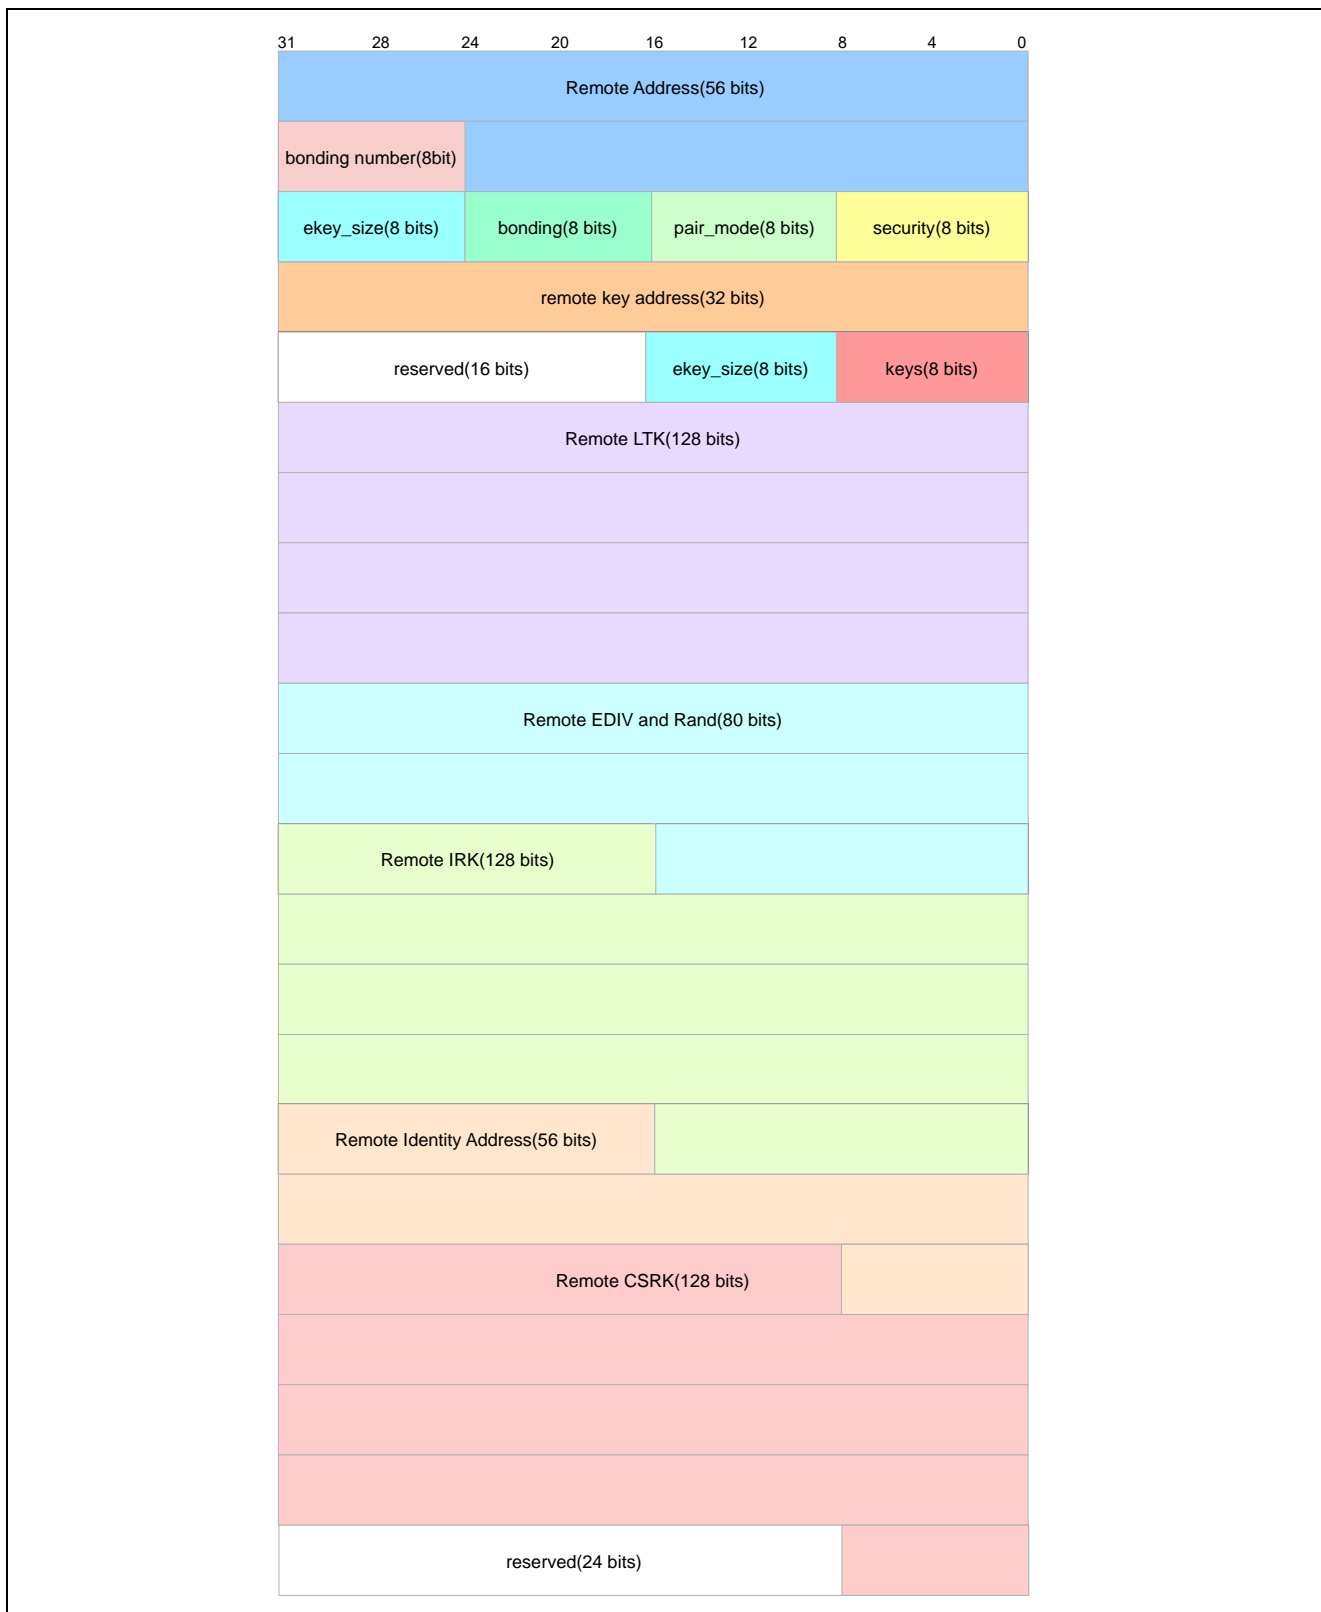 31 28 24 20 16 12 8 4 0
Remote Address(56 bits)
bonding number(8bit)
ekey_size(8 bits) bonding(8 bits) pair_mode(8 bits) security(8 bits)
remote key address(32 bits)
reserved(16 bits) ekey_size(8 bits) keys(8 bits)
Remote LTK(128 bits)
Remote EDIV and Rand(80 bits)
Remote IRK(128 bits)
Remote Identity Address(56 bits)
Remote CSRK(128 bits)
reserved(24 bits)